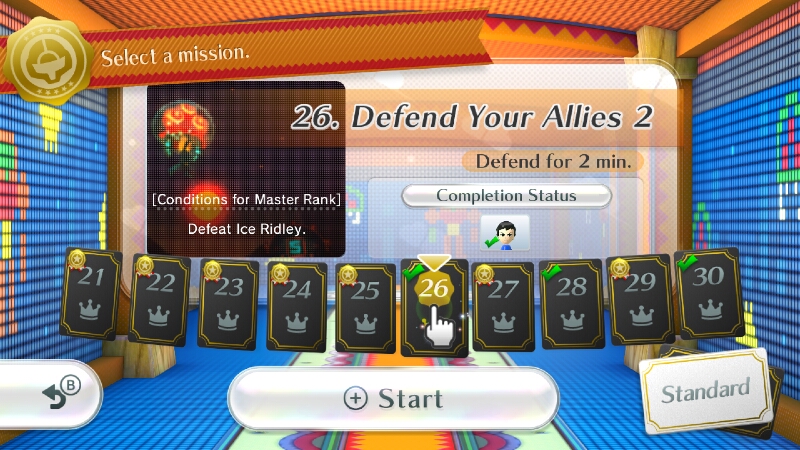 Select a mission.
26. Defend Your Allies 2
Defend for 2 min.
[Conditions for Master Rank]
Defeat Ice Ridley.
Completion Status
21 22 23 24 25 26 27 28 29 30
B
Start
Standard